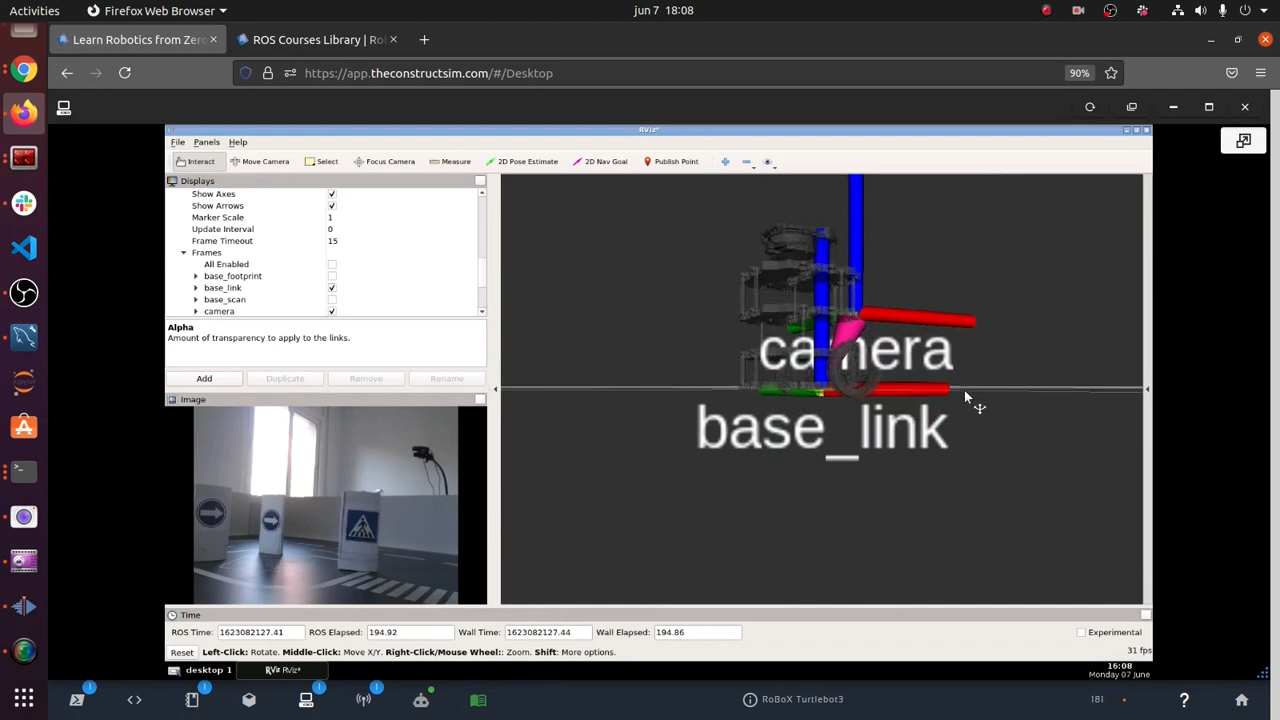 Activities
Firefox Web Browser
jun 7 18:08
Learn Robotics from Zero
ROS Courses Library | Ro
https://app.theconstructsim.com/#/Desktop
90%
RViz*
File Panels Help
Interact Move Camera Select Focus Camera Measure 2D Pose Estimate 2D Nav Goal Publish Point
Displays
Show Axes
Show Arrows
Marker Scale 1
Update Interval 0
Frame Timeout 15
Frames
All Enabled
base_footprint
base_link
base_scan
camera
Alpha
Amount of transparency to apply to the links.
Add Duplicate Remove Rename
Image
camera
base_link
Time
ROS Time: 1623082127.41 ROS Elapsed: 194.92 Wall Time: 1623082127.44 Wall Elapsed: 194.86
Experimental
Reset Left-Click: Rotate. Middle-Click: Move X/Y. Right-Click/Mouse Wheel:: Zoom. Shift: More options.
31 fps
desktop 1
RViz*
16:08
Monday 07 June
1
1
1
1
RoBoX Turtlebot3
181